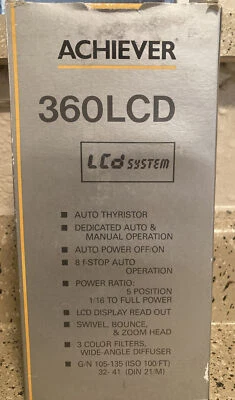 ACHIEVER
360LCD
LCd SYSTEM
AUTO THYRISTOR
DEDICATED AUTO &
MANUAL OPERATION
AUTO POWER OFF/ON
8 f-STOP AUTO
OPERATION
POWER RATIO:
5 POSITION
1/16 TO FULL POWER
LCD DISPLAY READ OUT
SWIVEL, BOUNCE,
& ZOOM HEAD
3 COLOR FILTERS,
WIDE-ANGLE DIFFUSER
G/N 105-135 (ISO 100 FT)
32- 41 (DIN 21/M)